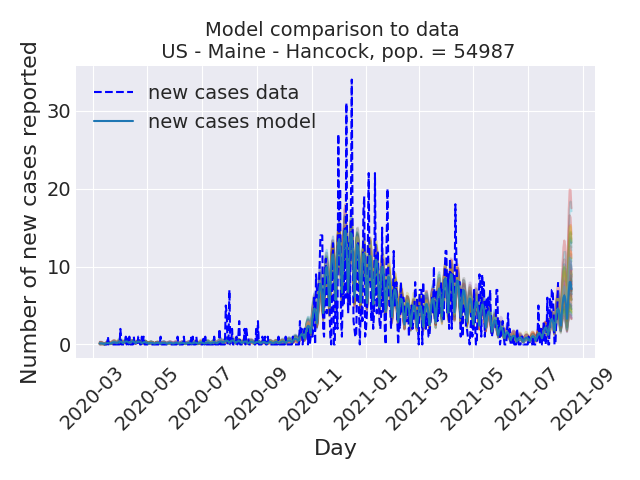 Model comparison to data
US - Maine - Hancock, pop. = 54987
Number of new cases reported
30
20
10
0
new cases data
new cases model
2020-03
2020-05
2020-07
2020-09
2020-11
2021-01
2021-03
2021-05
2021-07
2021-09
Day